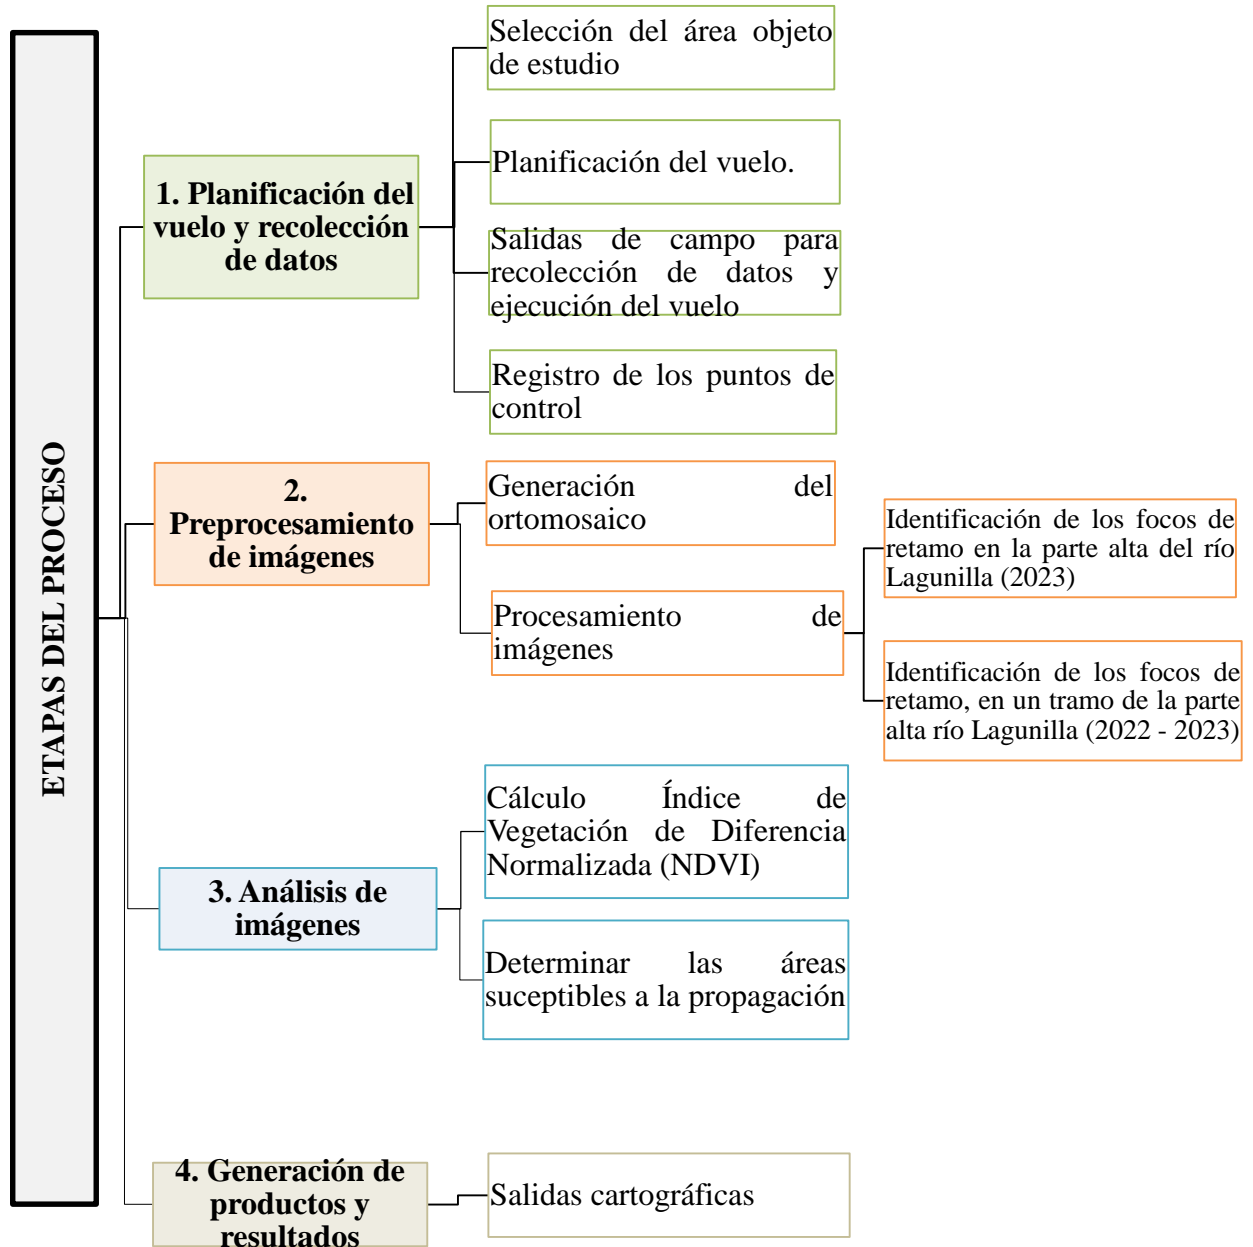 ETAPAS DEL PROCESO
1. Planificación del
vuelo y recolección
de datos
Selección del área objeto
de estudio
Planificación del vuelo.
Salidas de campo para
recolección de datos y
ejecución del vuelo
Registro de los puntos de
control
2.
Preprocesamiento
de imágenes
Generación del
ortomosaico
Procesamiento de
imágenes
Identificación de los focos de
retamo en la parte alta del río
Lagunilla (2023)
Identificación de los focos de
retamo, en un tramo de la parte
alta río Lagunilla (2022 - 2023)
3. Análisis de
imágenes
Cálculo Índice de
Vegetación de Diferencia
Normalizada (NDVI)
Determinar las áreas
suceptibles a la propagación
4. Generación de
productos y
resultados
Salidas cartográficas